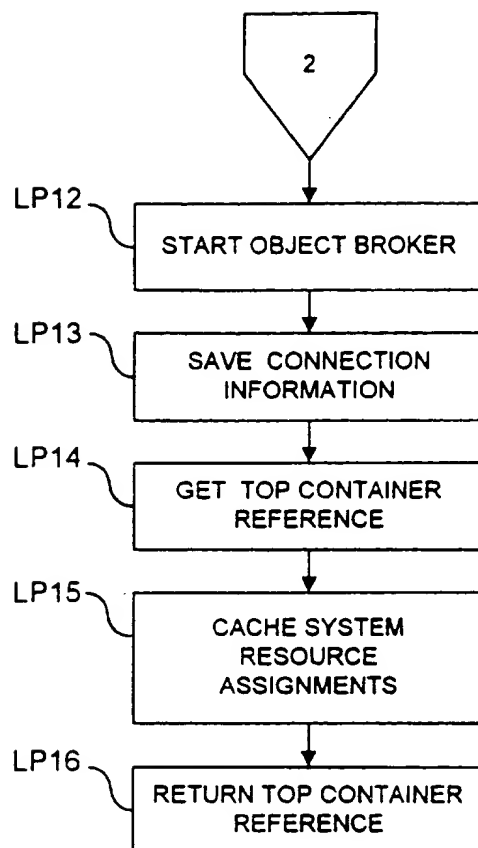 2
LP12
START OBJECT BROKER
LP13
SAVE CONNECTION
INFORMATION
LP14
GET TOP CONTAINER
REFERENCE
LP15
CACHE SYSTEM
RESOURCE
ASSIGNMENTS
LP16
RETURN TOP CONTAINER
REFERENCE